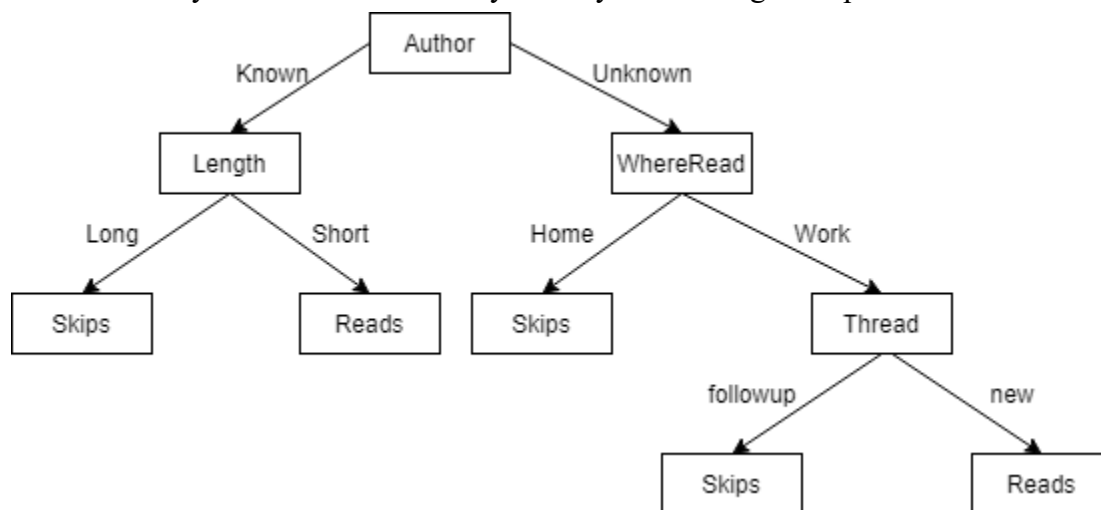 Author
Known Unknown
Length WhereRead
Long Short Home Work
Skips Reads Skips Thread
followup new
Skips Reads